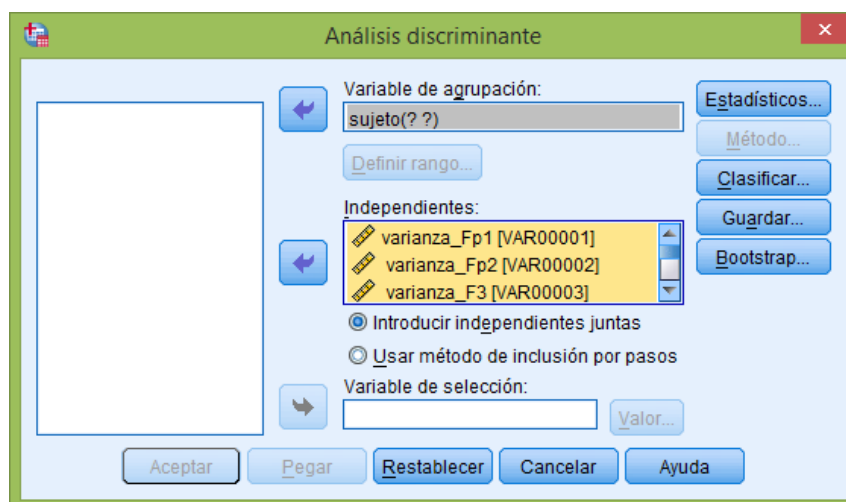 Análisis discriminante
Variable de agrupación:
sujeto(? ?)
Definir rango...
Independientes:
varianza_Fp1 [VAR00001]
varianza_Fp2 [VAR00002]
varianza_F3 [VAR00003]
Introducir independientes juntas
Usar método de inclusión por pasos
Variable de selección:
Valor...
Estadísticos...
Método...
Clasificar...
Guardar...
Bootstrap...
Aceptar
Pegar
Restablecer
Cancelar
Ayuda